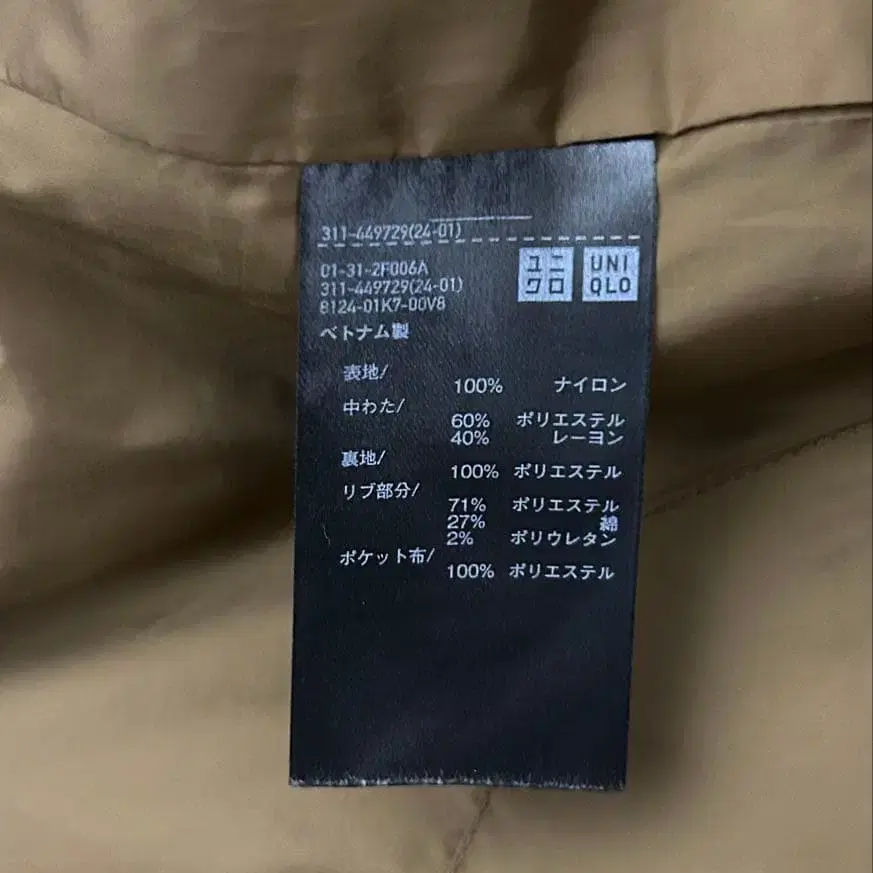 311-449729(24-01)
ユニ
クロ
UNI
QLO
01-31-2F006A
311-449729(24-01)
8124-01K7-00V8
ベトナム製
表地/
100% ナイロン
中わた/
60% ポリエステル
40% レーヨン
裏地/
100% ポリエステル
リブ部分/
71% ポリエステル
27% 綿
2% ポリウレタン
ポケット布/
100% ポリエステル